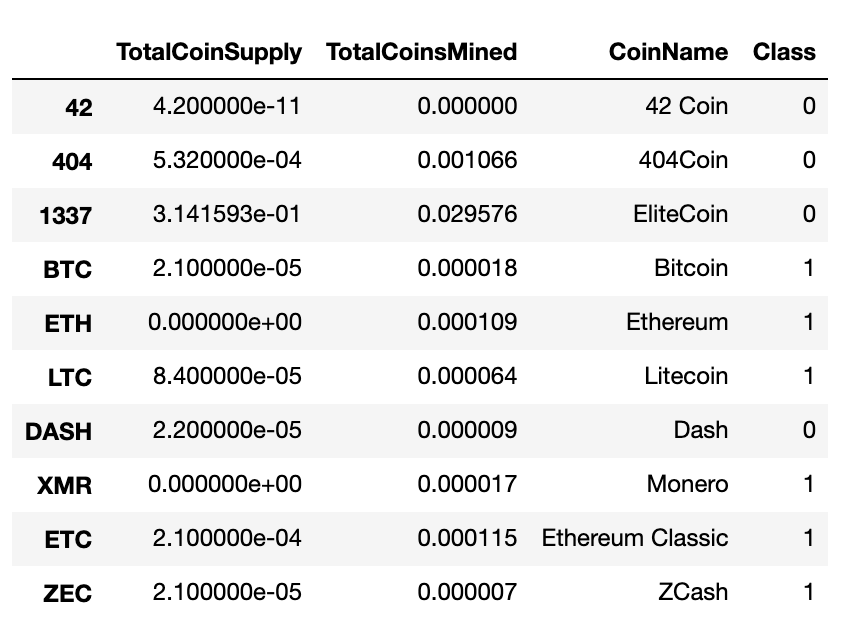 TotalCoinSupply TotalCoinsMined CoinName Class
42 4.200000e-11 0.000000 42 Coin 0
404 5.320000e-04 0.001066 404Coin 0
1337 3.141593e-01 0.029576 EliteCoin 0
BTC 2.100000e-05 0.000018 Bitcoin 1
ETH 0.000000e+00 0.000109 Ethereum 1
LTC 8.400000e-05 0.000064 Litecoin 1
DASH 2.200000e-05 0.000009 Dash 0
XMR 0.000000e+00 0.000017 Monero 1
ETC 2.100000e-04 0.000115 Ethereum Classic 1
ZEC 2.100000e-05 0.000007 ZCash 1